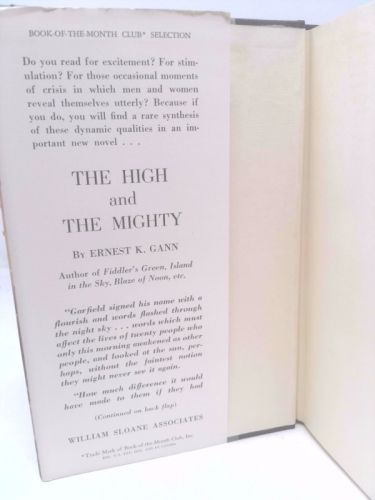 BOOK-OF-THE-MONTH CLUB* SELECTION
Do you read for excitement? For stim-
ulation? For those occasional moments
of crisis in which men and women
reveal themselves utterly? Because if
you do, you will find a rare synthesis
of these dynamic qualities in an im-
portant new novel . . .
THE HIGH
and
THE MIGHTY
By ERNEST K. GANN
Author of Fiddler's Green, Island
in the Sky, Blaze of Noon, etc.
"Garfield signed his name with a
flourish and words flashed through
the night sky . . . words which must
affect the lives of twenty people who
only this morning awakened as other
people, and looked at the sun, per-
haps, without the faintest notion
they might never see it again.
"How much difference it would
have made to them if they had
(Continued on back flap)
WILLIAM SLOANE ASSOCIATES
*Trade Mark of Book-of-the-Month Club, Inc.